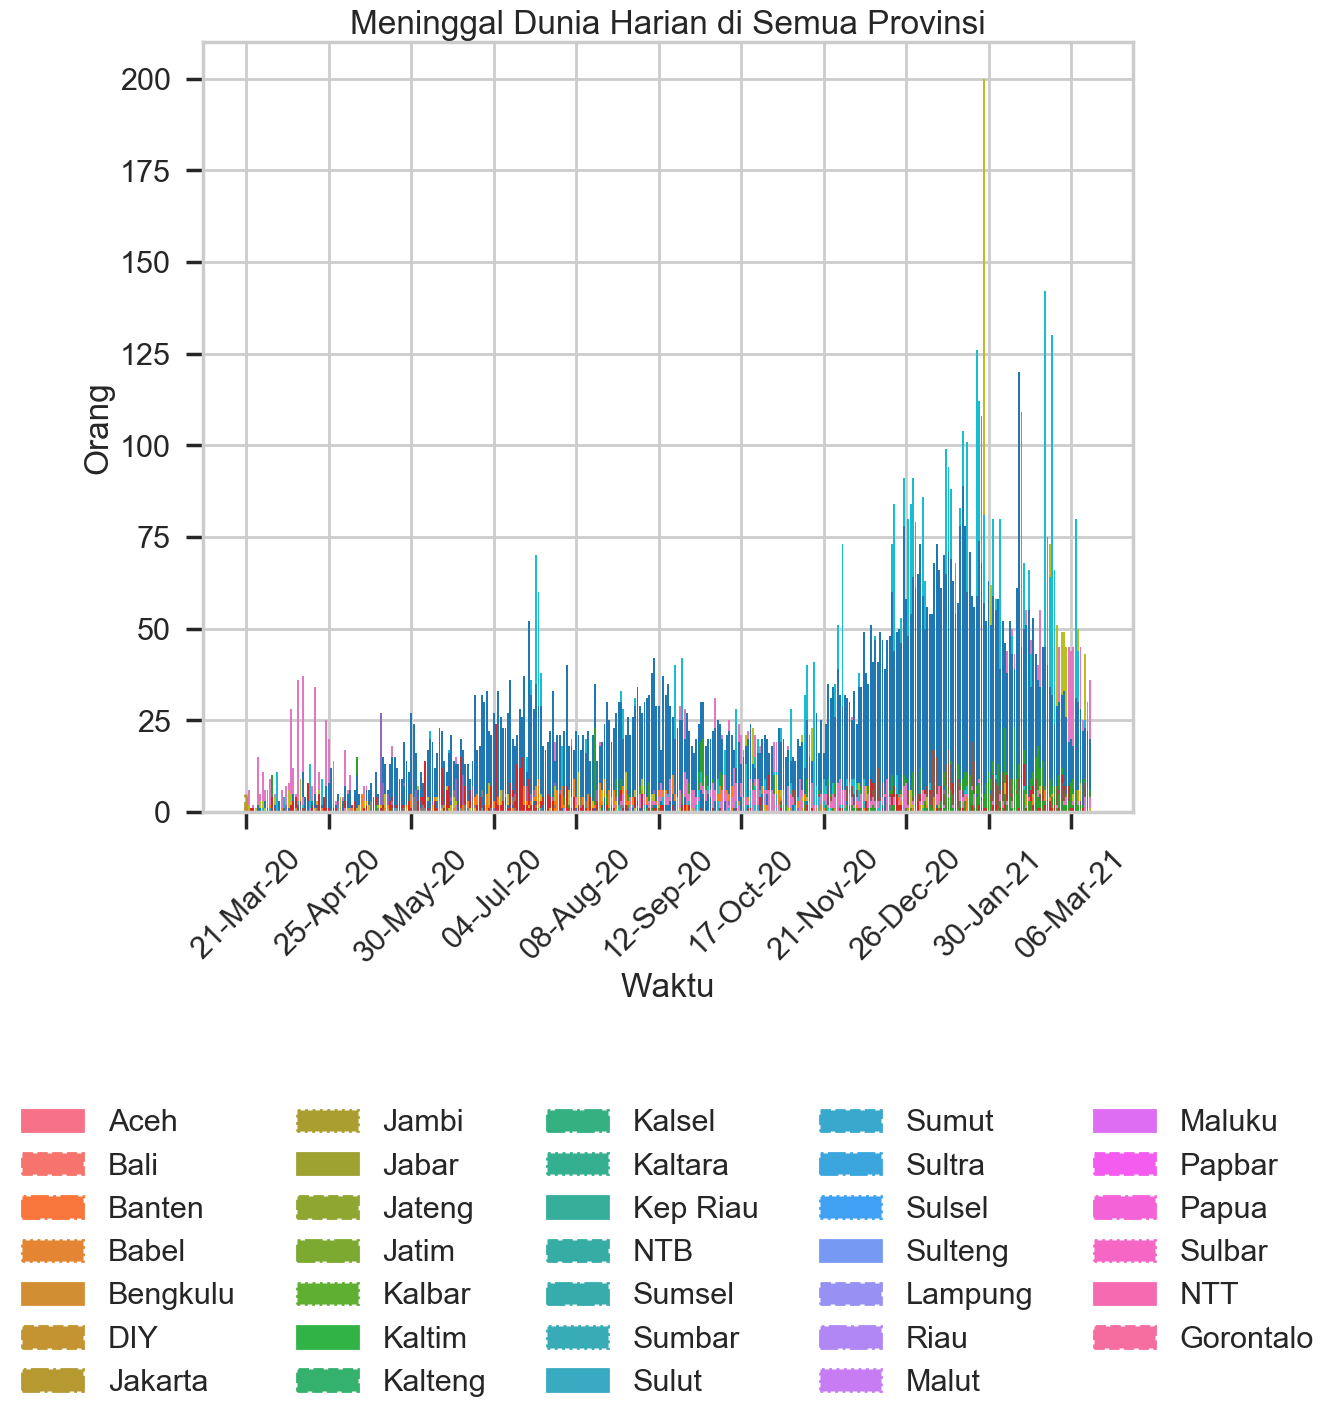 Meninggal Dunia Harian di Semua Provinsi
200
175
150
125
100
75
50
25
0
Orang
21-Mar-20
25-Apr-20
30-May-20
04-Jul-20
08-Aug-20
12-Sep-20
17-Oct-20
21-Nov-20
26-Dec-20
30-Jan-21
06-Mar-21
Waktu
Aceh
Bali
Banten
Babel
Bengkulu
DIY
Jakarta
Jambi
Jabar
Jateng
Jatim
Kalbar
Kaltim
Kalteng
Kalsel
Kaltara
Kep Riau
NTB
Sumsel
Sumbar
Sulut
Sumut
Sultra
Sulsel
Sulteng
Lampung
Riau
Malut
Maluku
Papbar
Papua
Sulbar
NTT
Gorontalo